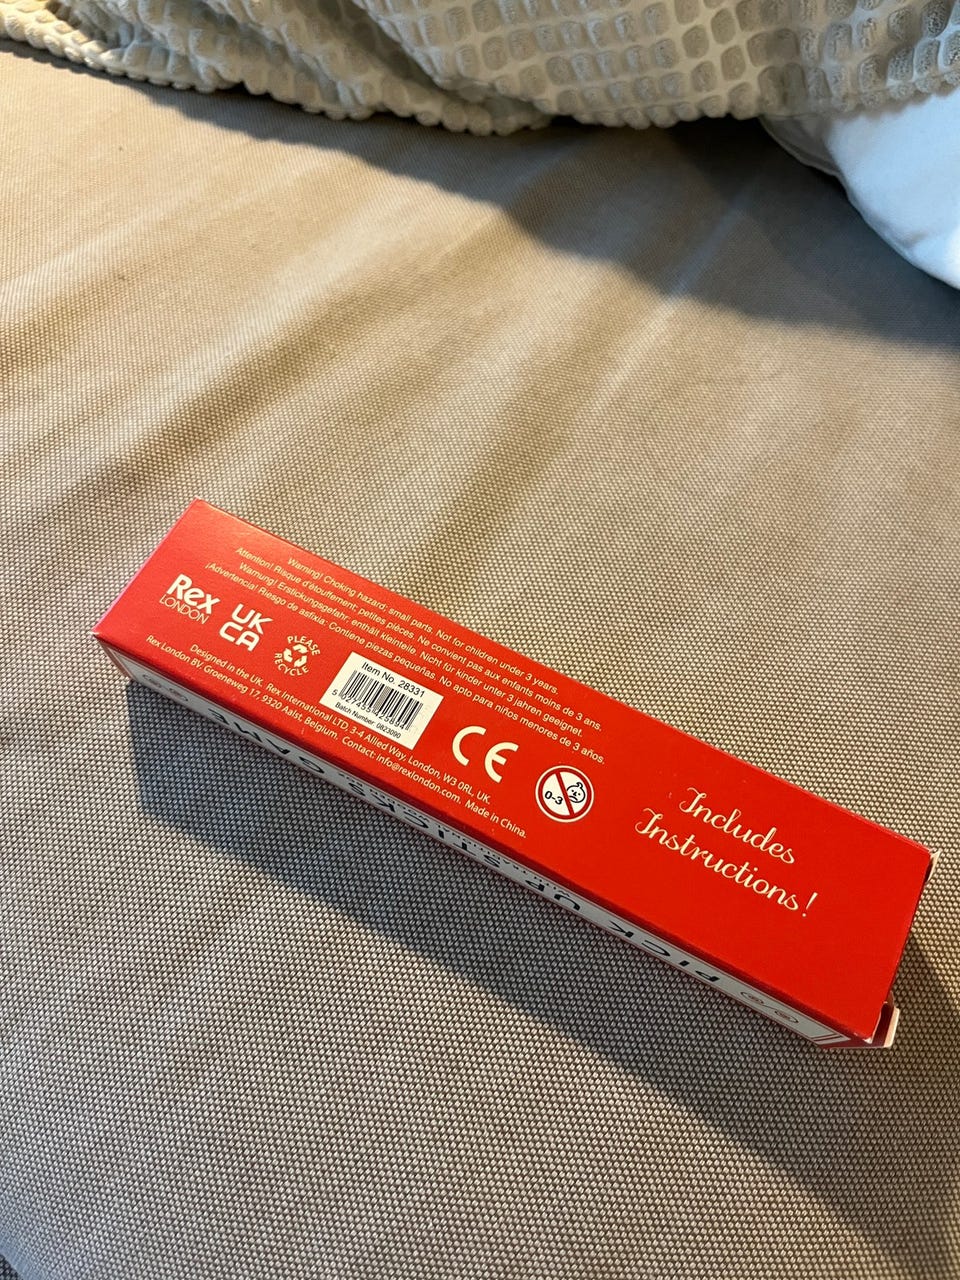 Warning! Choking hazard; small parts. Not for children under 3 years.
Attention! Risque d'étouffement; petites pièces. Ne convient pas aux enfants moins de 3 ans.
Warnung! Erstickungsgefahr, enthält kleinteile. Nicht für kinder unter 3 jahren geeignet.
¡Advertencia! Riesgo de asfixia: Contiene piezas pequeñas. No apto para niños menores de 3 años.
Rex
LONDON
UK
CA
PLEASE
RECYCLE
Item No. 28331
Batch Number 0823090
CE
0-3
Designed in the UK. Rex International LTD, 3-4 Allied Way, London, W3 0RL, UK.
Rex London BV, Groeneweg 17, 9320 Aalst, Belgium. Contact: info@rexlondon.com. Made in China.
Includes
Instructions!
PICK UP STICKS GAME